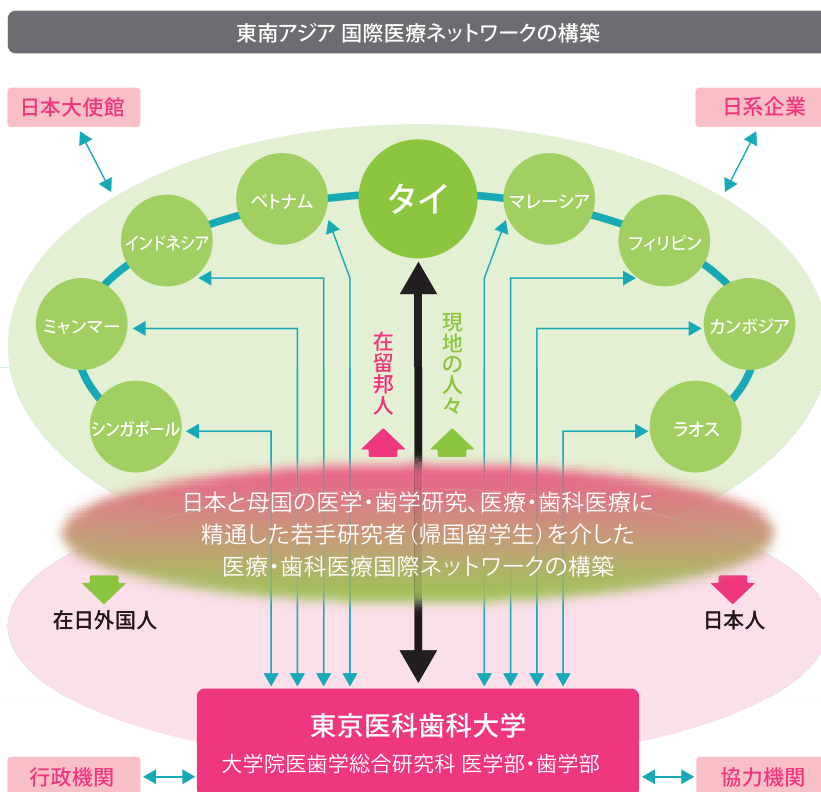 東南アジア 国際医療ネットワークの構築
日本大使館
日系企業
タイ
ベトナム
マレーシア
インドネシア
フィリピン
ミャンマー
カンボジア
シンガポール
ラオス
在留邦人
現地の人々
日本と母国の医学・歯学研究、医療・歯科医療に
精通した若手研究者（帰国留学生）を介した
医療・歯科医療国際ネットワークの構築
在日外国人
日本人
東京医科歯科大学
大学院医歯学総合研究科 医学部・歯学部
行政機関
協力機関